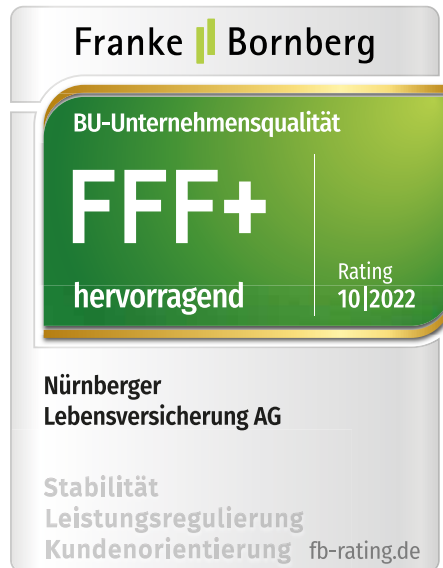 Franke Bornberg
BU-Unternehmensqualität
FFF+
hervorragend
Rating
10|2022
Nürnberger
Lebensversicherung AG
Stabilität
Leistungsregulierung
Kundenorientierung
fb-rating.de